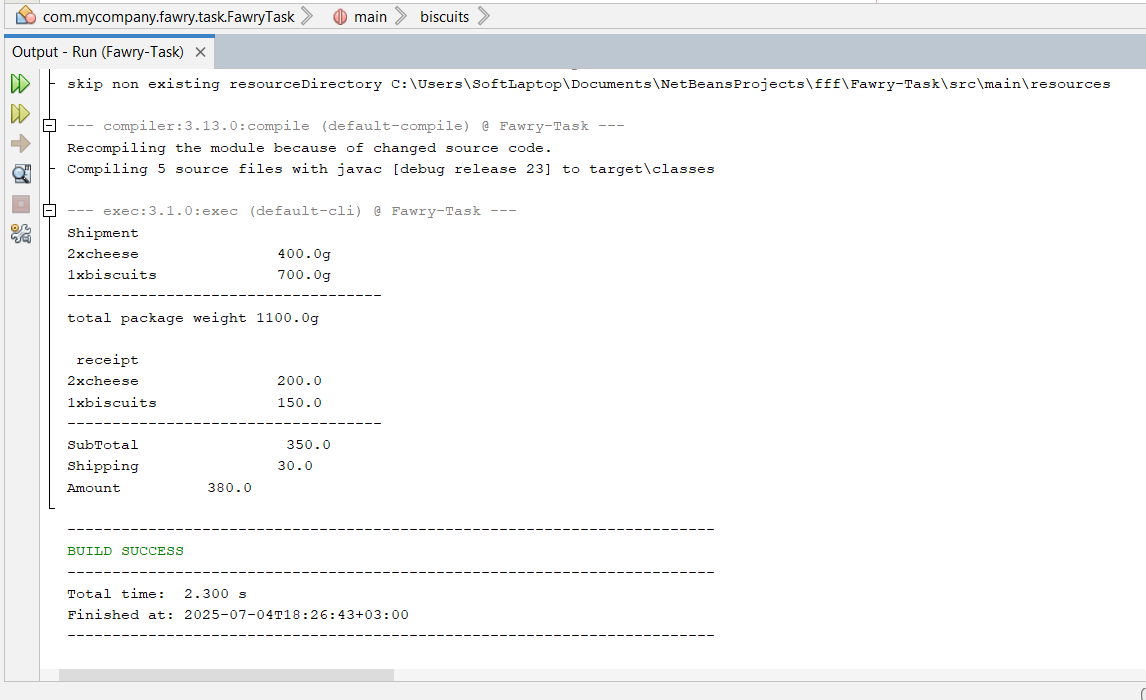 com.mycompany.fawry.task.FawryTask main biscuits
Output - Run (Fawry-Task) ×
skip non existing resourceDirectory C:\Users\SoftLaptop\Documents\NetBeansProjects\fff\Fawry-Task\src\main\resources
--- compiler:3.13.0:compile (default-compile) @ Fawry-Task ---
Recompiling the module because of changed source code.
Compiling 5 source files with javac [debug release 23] to target\classes
--- exec:3.1.0:exec (default-cli) @ Fawry-Task ---
Shipment
2xcheese 400.0g
1xbiscuits 700.0g
-----------------------------------
total package weight 1100.0g
receipt
2xcheese 200.0
1xbiscuits 150.0
-----------------------------------
SubTotal 350.0
Shipping 30.0
Amount 380.0
------------------------------------------------------------------------
BUILD SUCCESS
------------------------------------------------------------------------
Total time: 2.300 s
Finished at: 2025-07-04T18:26:43+03:00
------------------------------------------------------------------------